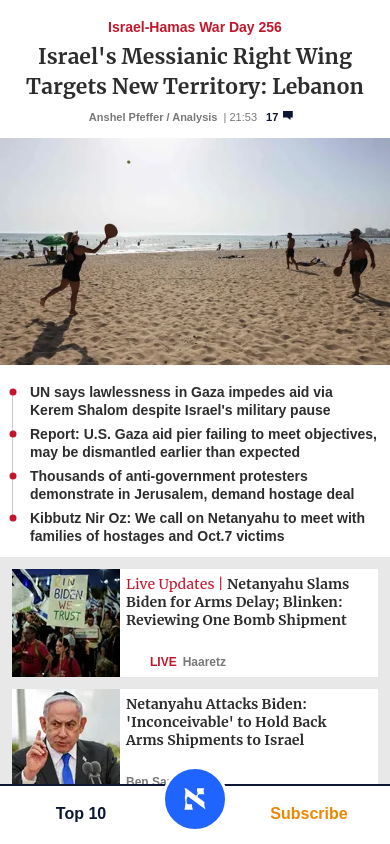 Israel-Hamas War Day 256
Israel's Messianic Right Wing
Targets New Territory: Lebanon
Anshel Pfeffer / Analysis | 21:53 17
UN says lawlessness in Gaza impedes aid via
Kerem Shalom despite Israel's military pause
Report: U.S. Gaza aid pier failing to meet objectives,
may be dismantled earlier than expected
Thousands of anti-government protesters
demonstrate in Jerusalem, demand hostage deal
Kibbutz Nir Oz: We call on Netanyahu to meet with
families of hostages and Oct.7 victims
IN
BIDEN
WE
TRUST
Live Updates | Netanyahu Slams
Biden for Arms Delay; Blinken:
Reviewing One Bomb Shipment
LIVE Haaretz
Netanyahu Attacks Biden:
'Inconceivable' to Hold Back
Arms Shipments to Israel
Ben
Top 10
Subscribe